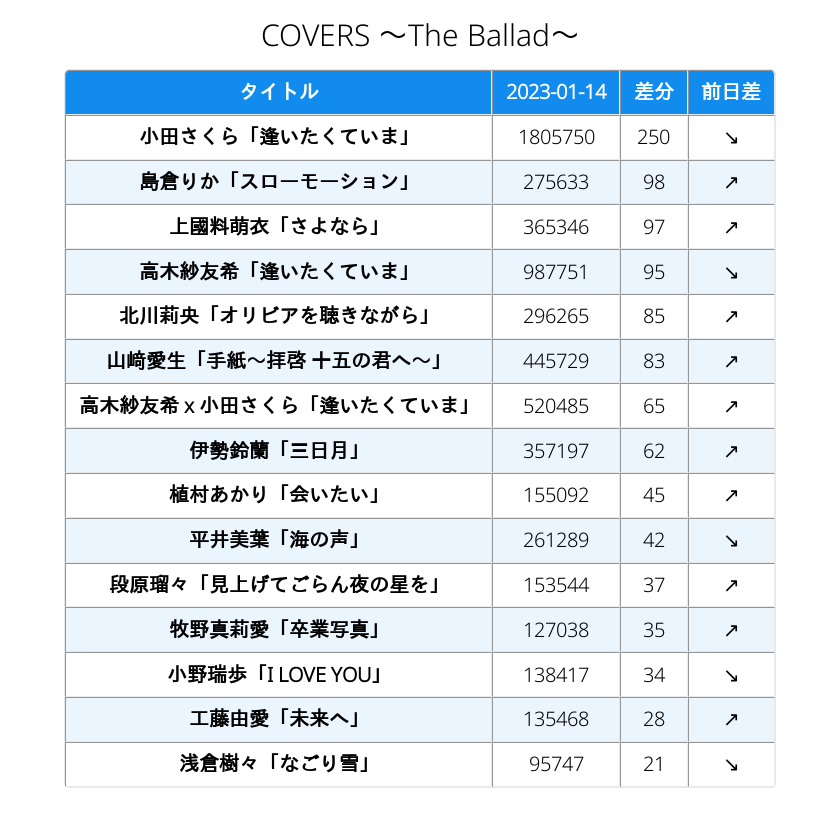 COVERS ～The Ballad～
タイトル 2023-01-14 差分 前日差
小田さくら「逢いたくていま」 1805750 250 ↘
島倉りか「スローモーション」 275633 98 ↗
上國料萌衣「さよなら」 365346 97 ↗
高木紗友希「逢いたくていま」 987751 95 ↘
北川莉央「オリビアを聴きながら」 296265 85 ↗
山﨑愛生「手紙～拝啓 十五の君へ～」 445729 83 ↗
高木紗友希 x 小田さくら「逢いたくていま」 520485 65 ↗
伊勢鈴蘭「三日月」 357197 62 ↗
植村あかり「会いたい」 155092 45 ↗
平井美葉「海の声」 261289 42 ↘
段原瑠々「見上げてごらん夜の星を」 153544 37 ↗
牧野真莉愛「卒業写真」 127038 35 ↗
小野瑞歩「I LOVE YOU」 138417 34 ↘
工藤由愛「未来へ」 135468 28 ↗
浅倉樹々「なごり雪」 95747 21 ↘